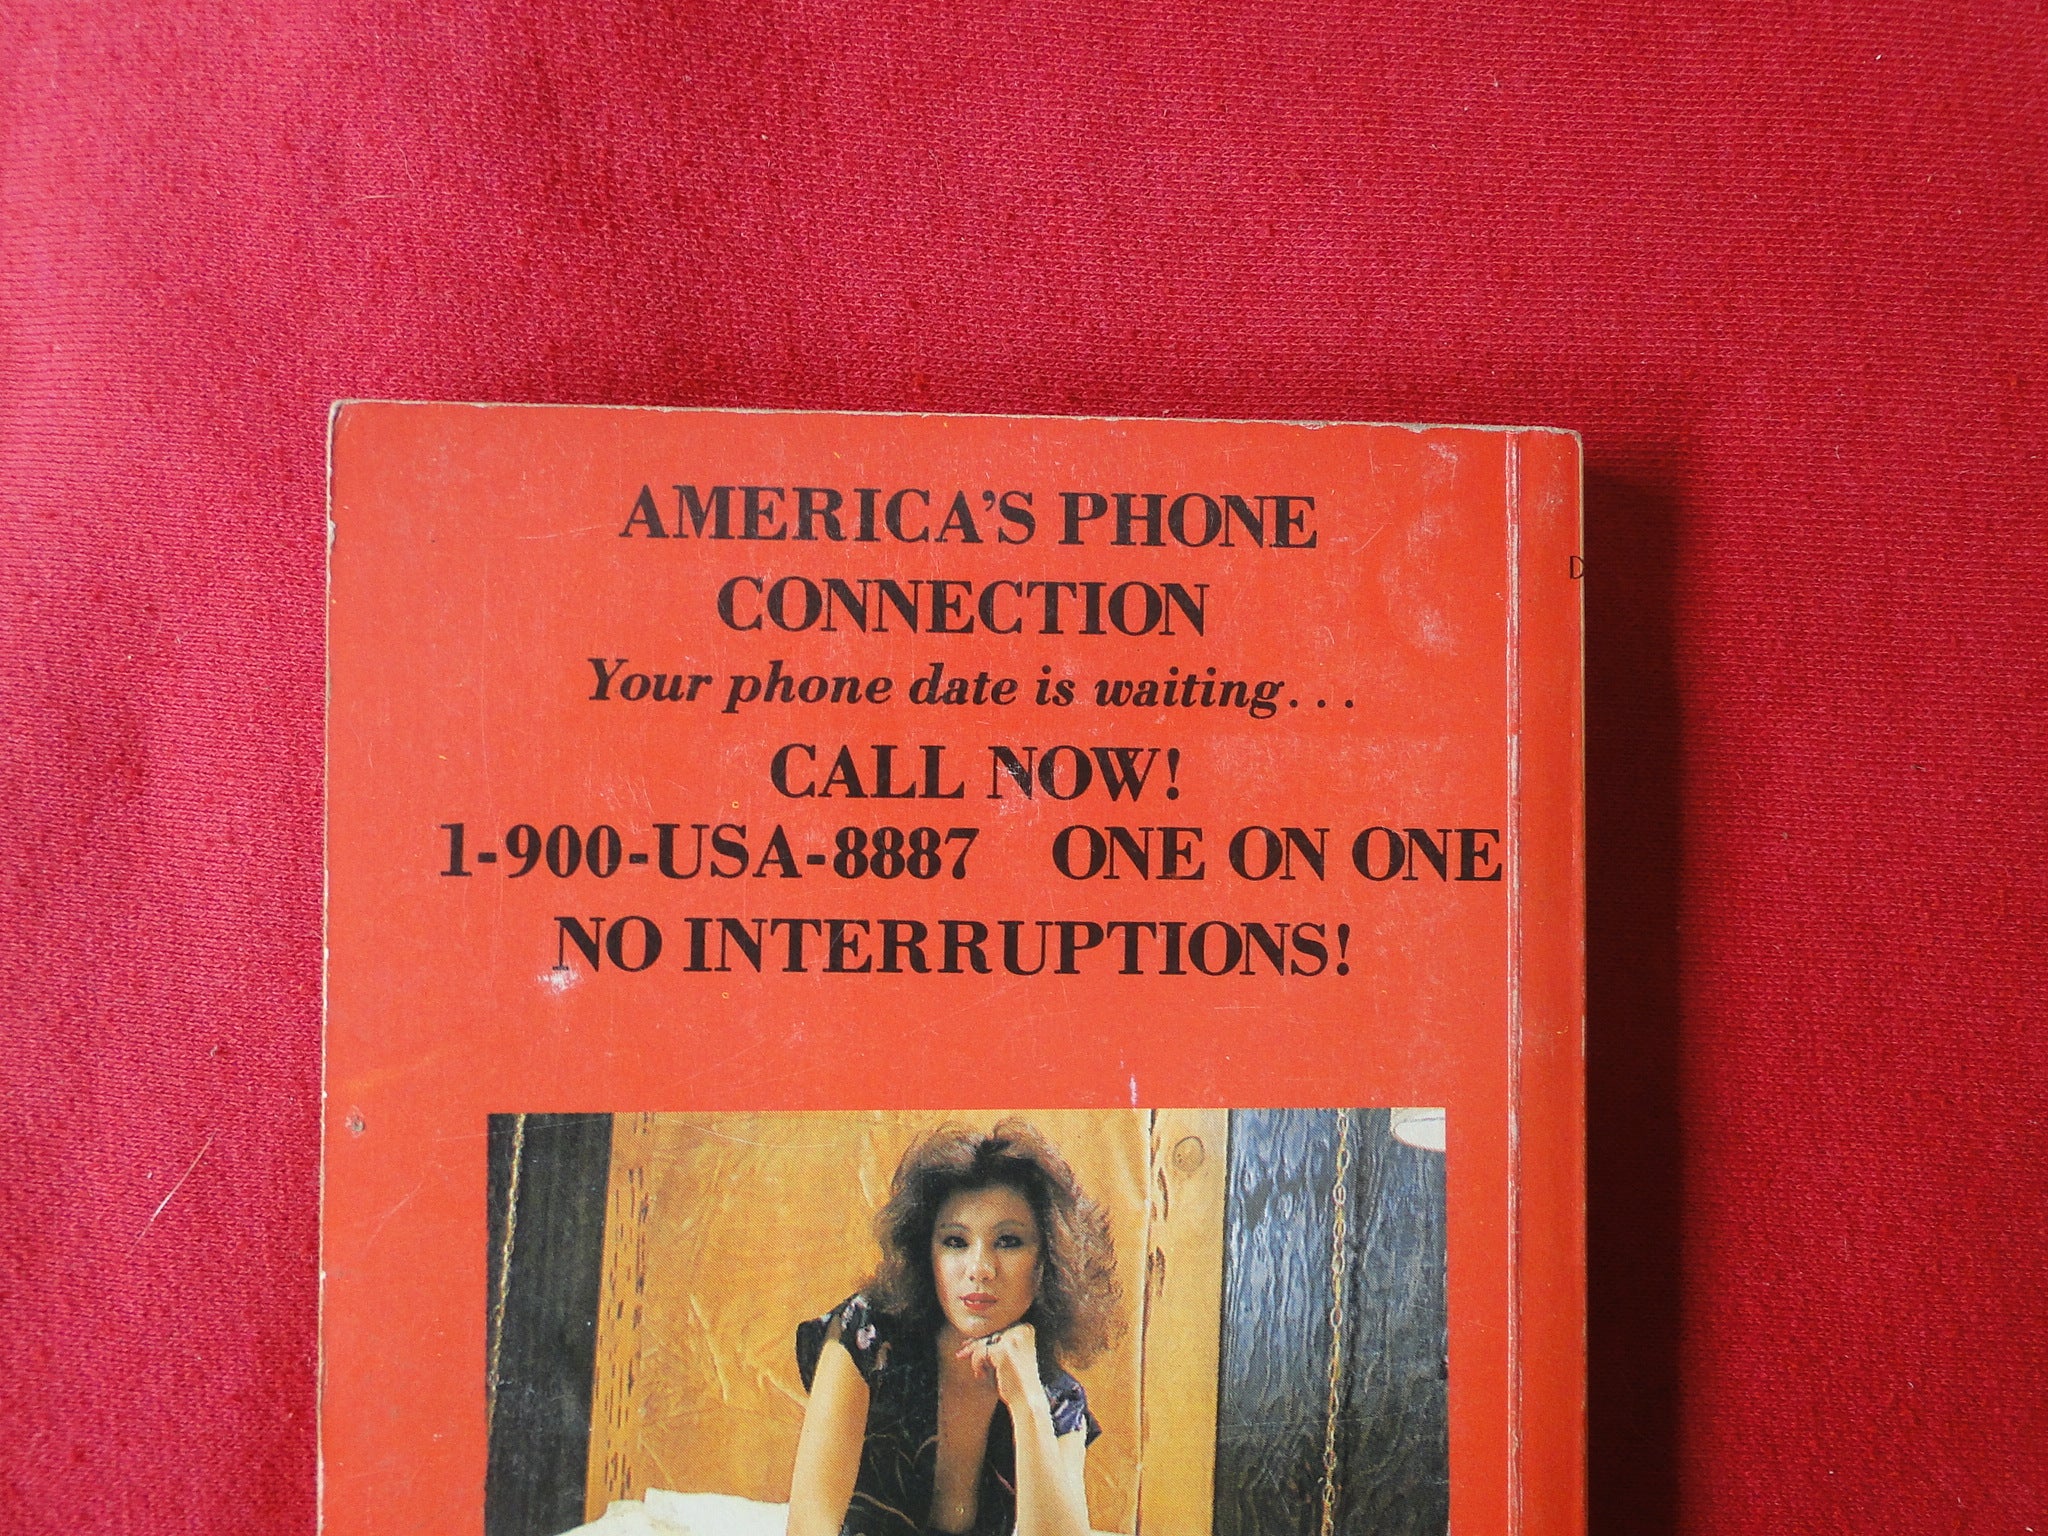 AMERICA'S PHONE
CONNECTION
Your phone date is waiting...
CALL NOW!
1-900-USA-8887 ONE ON ONE
NO INTERRUPTIONS!
D